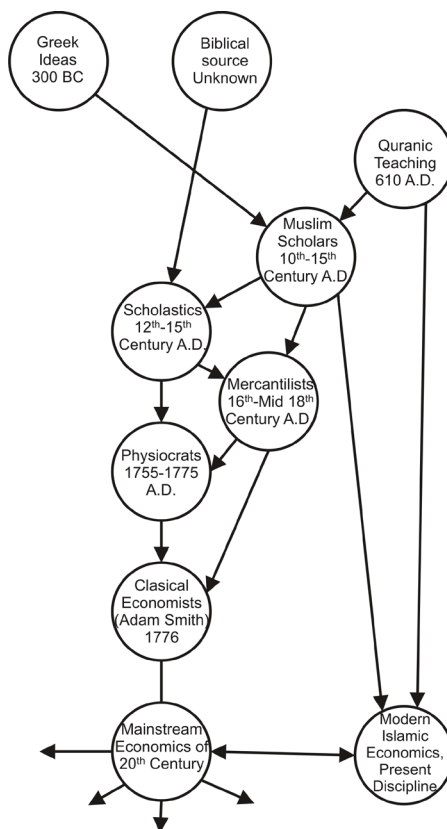 Greek
Ideas
300 BC
Biblical
source
Unknown
Quranic
Teaching
610 A.D.
Muslim
Scholars
10th-15th
Century A.D
Scholastics
12th-15th
Century A.D.
Mercantilists
16th-Mid 18th
Century A.D
Physiocrats
1755-1775
A.D.
Clasical
Economists
(Adam Smith)
1776
Mainstream
Economics of
20th Century
Modern
Islamic
Economics,
Present
Discipline